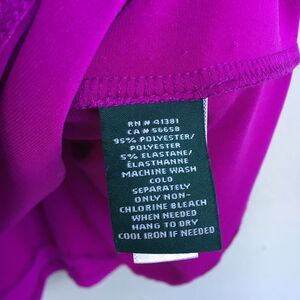 RN # 41381
CA # 56658
95% POLYESTER/
POLYESTER
5% ELASTANE/
ÉLASTHANNE
MACHINE WASH
COLD
SEPARATELY
ONLY NON-
CHLORINE BLEACH
WHEN NEEDED
HANG TO DRY
COOL IRON IF NEEDED